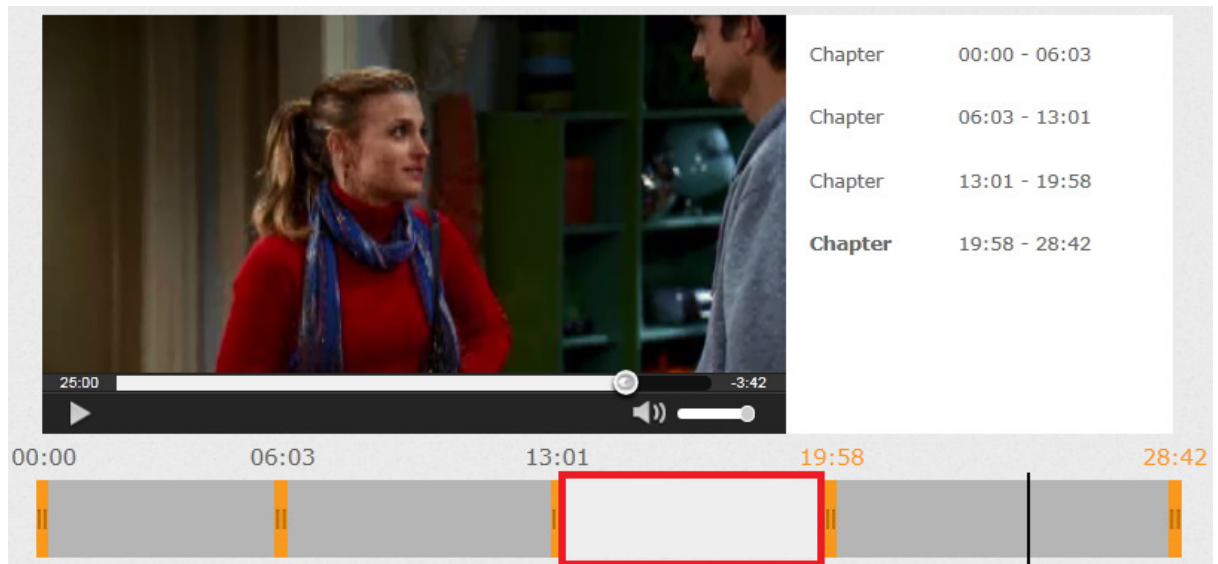 Chapter 00:00 - 06:03
Chapter 06:03 - 13:01
Chapter 13:01 - 19:58
Chapter 19:58 - 28:42
25:00 -3:42
00:00 06:03 13:01 19:58 28:42